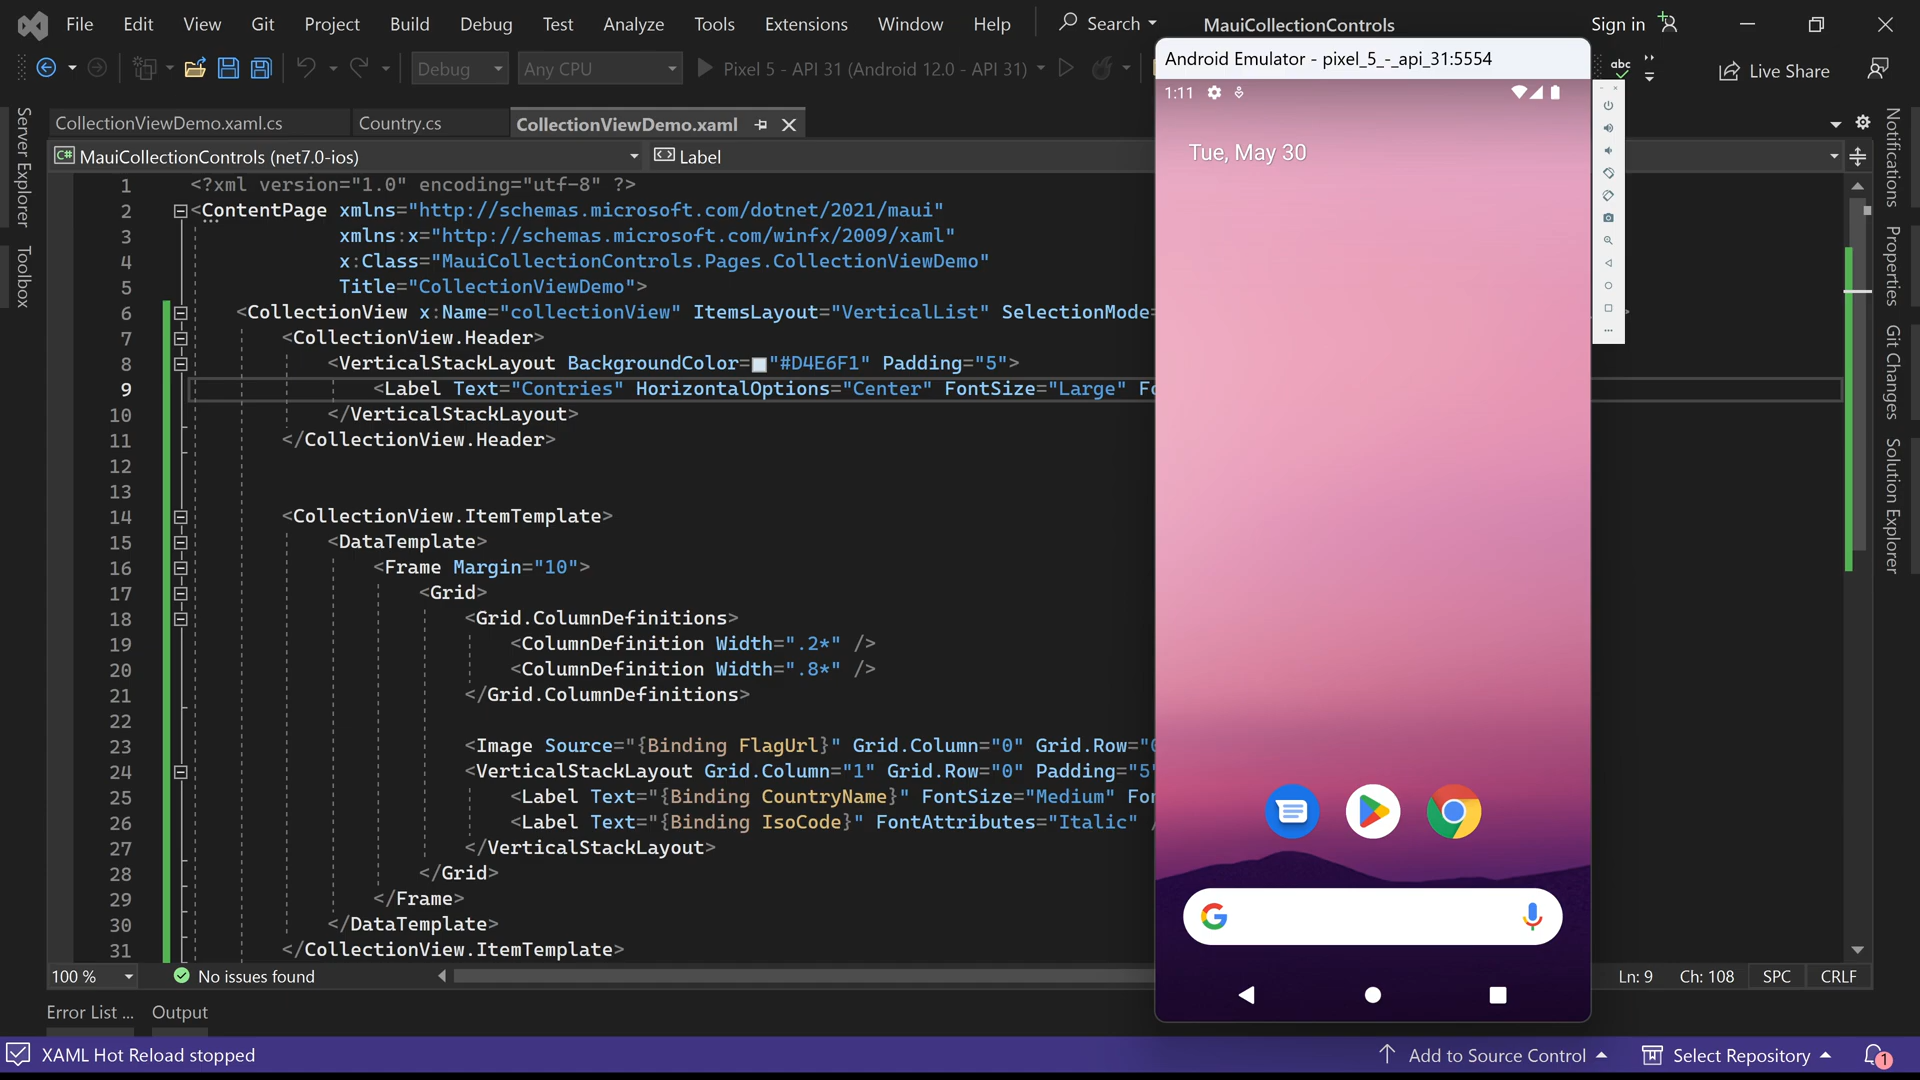 File Edit View Git Project Build Debug Test Analyze Tools Extensions Window Help Search MauiCollectionControls Sign in
Debug Any CPU Pixel 5 - API 31 (Android 12.0 - API 31) abc Live Share
Android Emulator - pixel_5_-_api_31:5554
1:11
Tue, May 30
Server Explorer
Toolbox
CollectionViewDemo.xaml.cs Country.cs CollectionViewDemo.xaml
C# MauiCollectionControls (net7.0-ios) Label
1 <?xml version="1.0" encoding="utf-8" ?>
2 <ContentPage xmlns="http://schemas.microsoft.com/dotnet/2021/maui"
3 xmlns:x="http://schemas.microsoft.com/winfx/2009/xaml"
4 x:Class="MauiCollectionControls.Pages.CollectionViewDemo"
5 Title="CollectionViewDemo">
6 <CollectionView x:Name="collectionView" ItemsLayout="VerticalList" SelectionMode=
7 <CollectionView.Header>
8 <VerticalStackLayout BackgroundColor="#D4E6F1" Padding="5">
9 <Label Text="Contries" HorizontalOptions="Center" FontSize="Large" Fo
10 </VerticalStackLayout>
11 </CollectionView.Header>
12
13
14 <CollectionView.ItemTemplate>
15 <DataTemplate>
16 <Frame Margin="10">
17 <Grid>
18 <Grid.ColumnDefinitions>
19 <ColumnDefinition Width=".2*" />
20 <ColumnDefinition Width=".8*" />
21 </Grid.ColumnDefinitions>
22
23 <Image Source="{Binding FlagUrl}" Grid.Column="0" Grid.Row="0
24 <VerticalStackLayout Grid.Column="1" Grid.Row="0" Padding="5"
25 <Label Text="{Binding CountryName}" FontSize="Medium" Fon
26 <Label Text="{Binding IsoCode}" FontAttributes="Italic" /
27 </VerticalStackLayout>
28 </Grid>
29 </Frame>
30 </DataTemplate>
31 </CollectionView.ItemTemplate>
Notifications
Properties
Git Changes
Solution Explorer
100 % No issues found Ln: 9 Ch: 108 SPC CRLF
Error List ... Output
XAML Hot Reload stopped Add to Source Control Select Repository 1